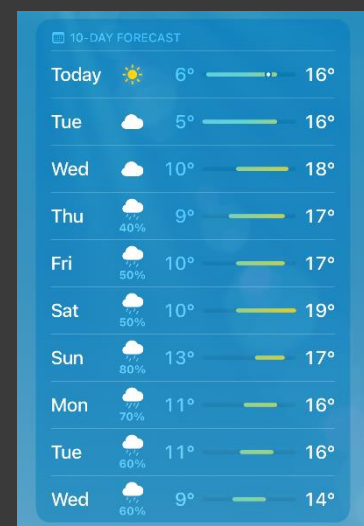 10-DAY FORECAST
Today 6° 16°
Tue 5° 16°
Wed 10° 18°
Thu 40% 9° 17°
Fri 50% 10° 17°
Sat 50% 10° 19°
Sun 80% 13° 17°
Mon 70% 11° 16°
Tue 60% 11° 16°
Wed 60% 9° 14°